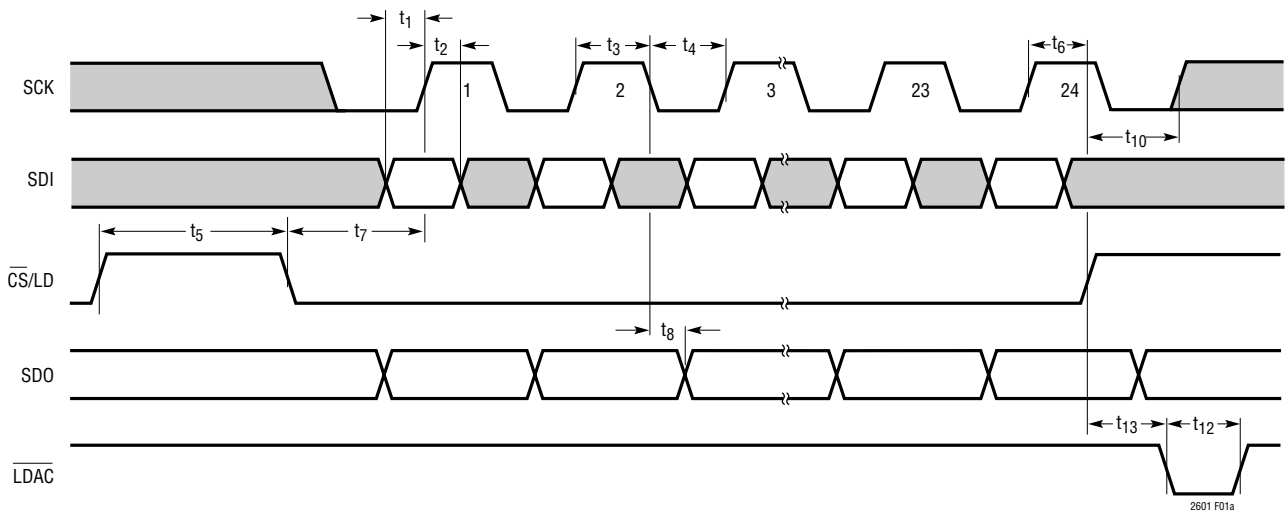 t1
t2
t3
t4
t6
SCK
1
2
3
23
24
t10
SDI
t5
t7
CS/LD
t8
SDO
t13
t12
LDAC
2601 F01a